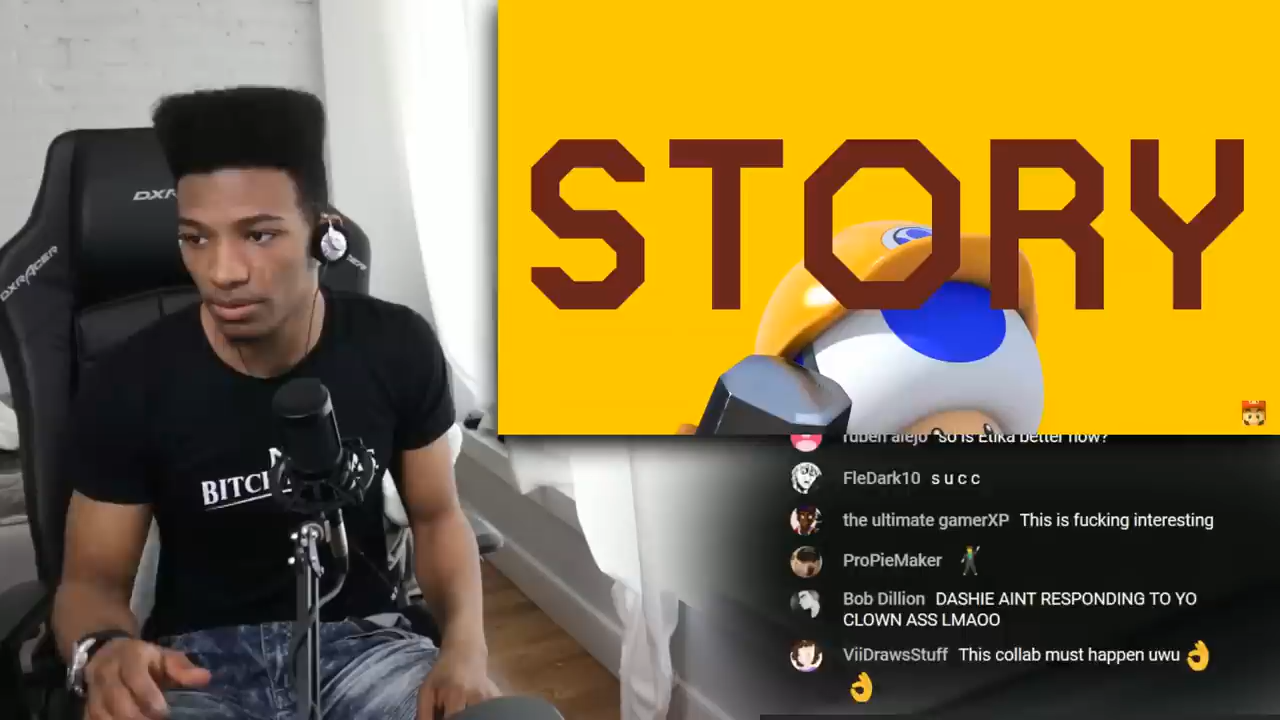 STORY
DXR
DXRACER
BITCH
ruben alejo so is Etika better now?
FleDark10 s u c c
the ultimate gamerXP This is fucking interesting
ProPieMaker
Bob Dillion DASHIE AINT RESPONDING TO YO
CLOWN ASS LMAOO
ViiDrawsStuff This collab must happen uwu 👌
👌